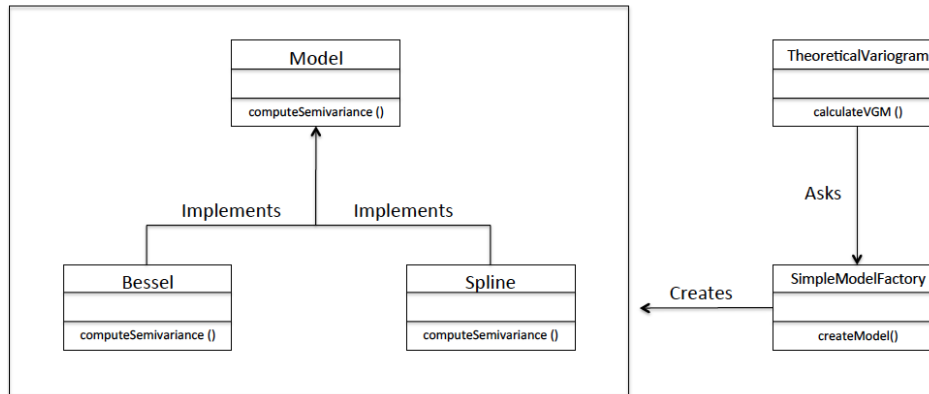 Model
computeSemivariance ()
Implements
Implements
Bessel
computeSemivariance ()
Spline
computeSemivariance ()
TheoreticalVariogram
calculateVGM ()
Asks
SimpleModelFactory
createModel()
Creates